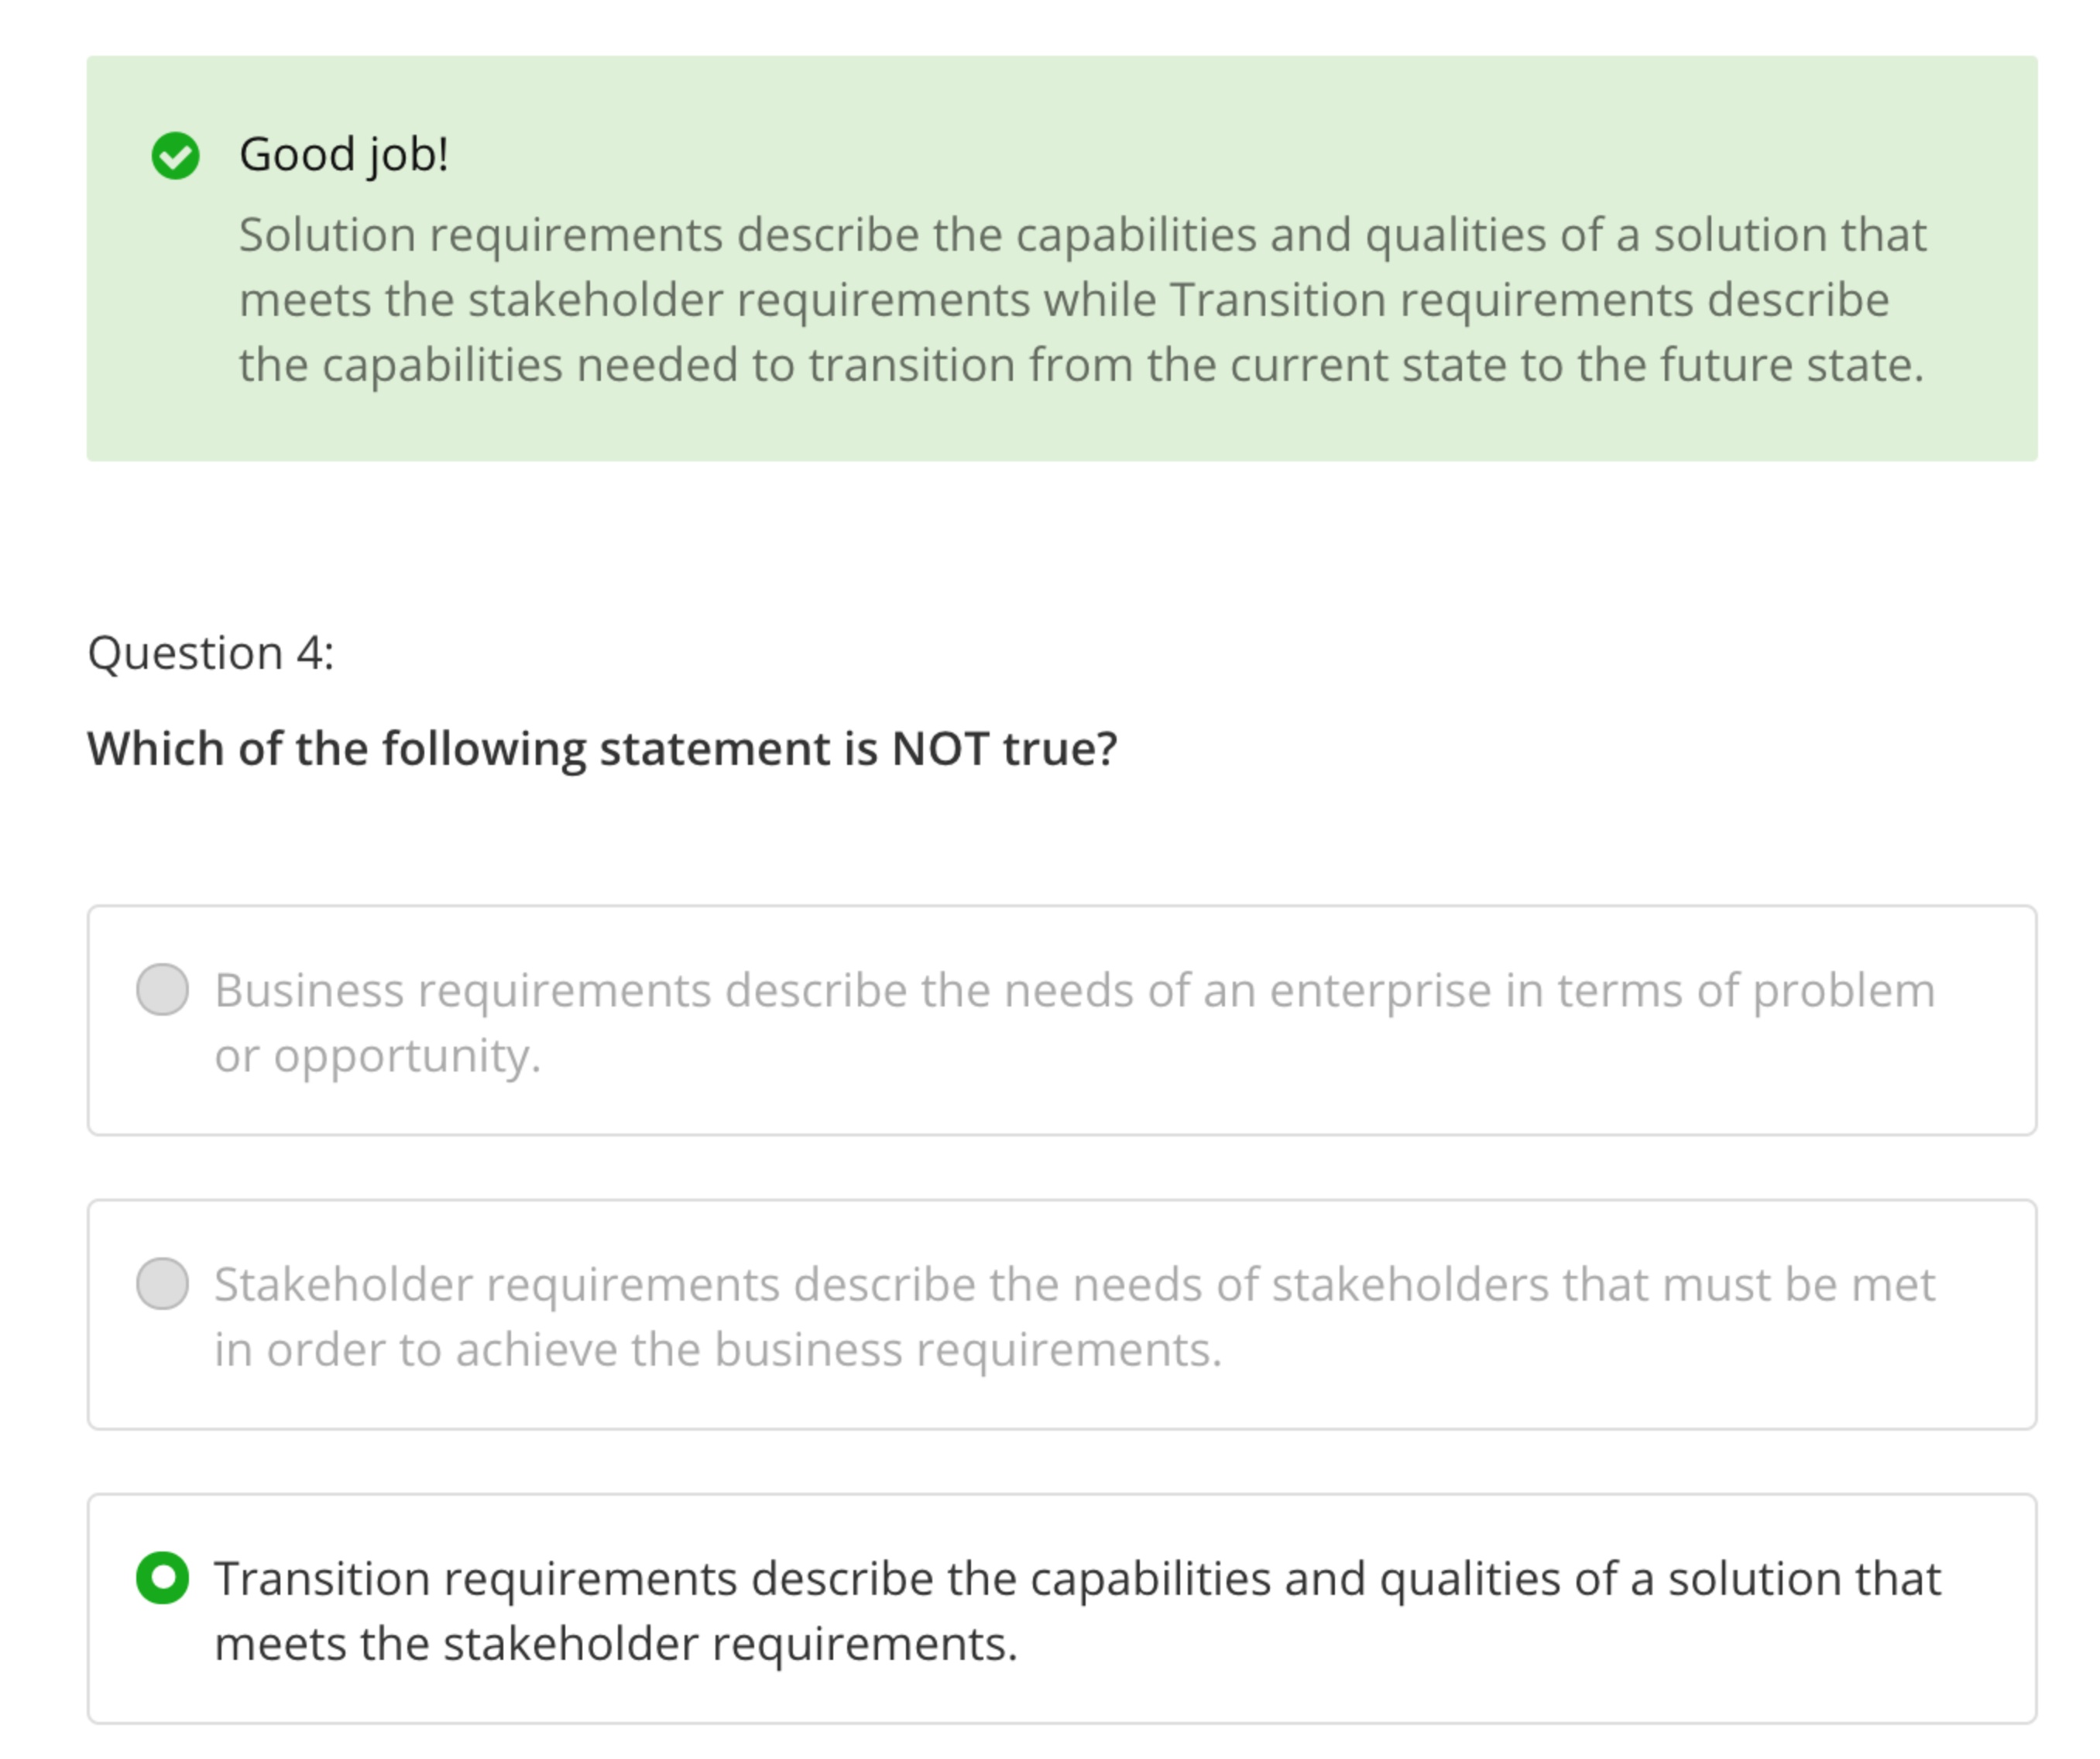 Good job!
Solution requirements describe the capabilities and qualities of a solution that
meets the stakeholder requirements while Transition requirements describe
the capabilities needed to transition from the current state to the future state.
Question 4:
Which of the following statement is NOT true?
Business requirements describe the needs of an enterprise in terms of problem
or opportunity.
Stakeholder requirements describe the needs of stakeholders that must be met
in order to achieve the business requirements.
Transition requirements describe the capabilities and qualities of a solution that
meets the stakeholder requirements.